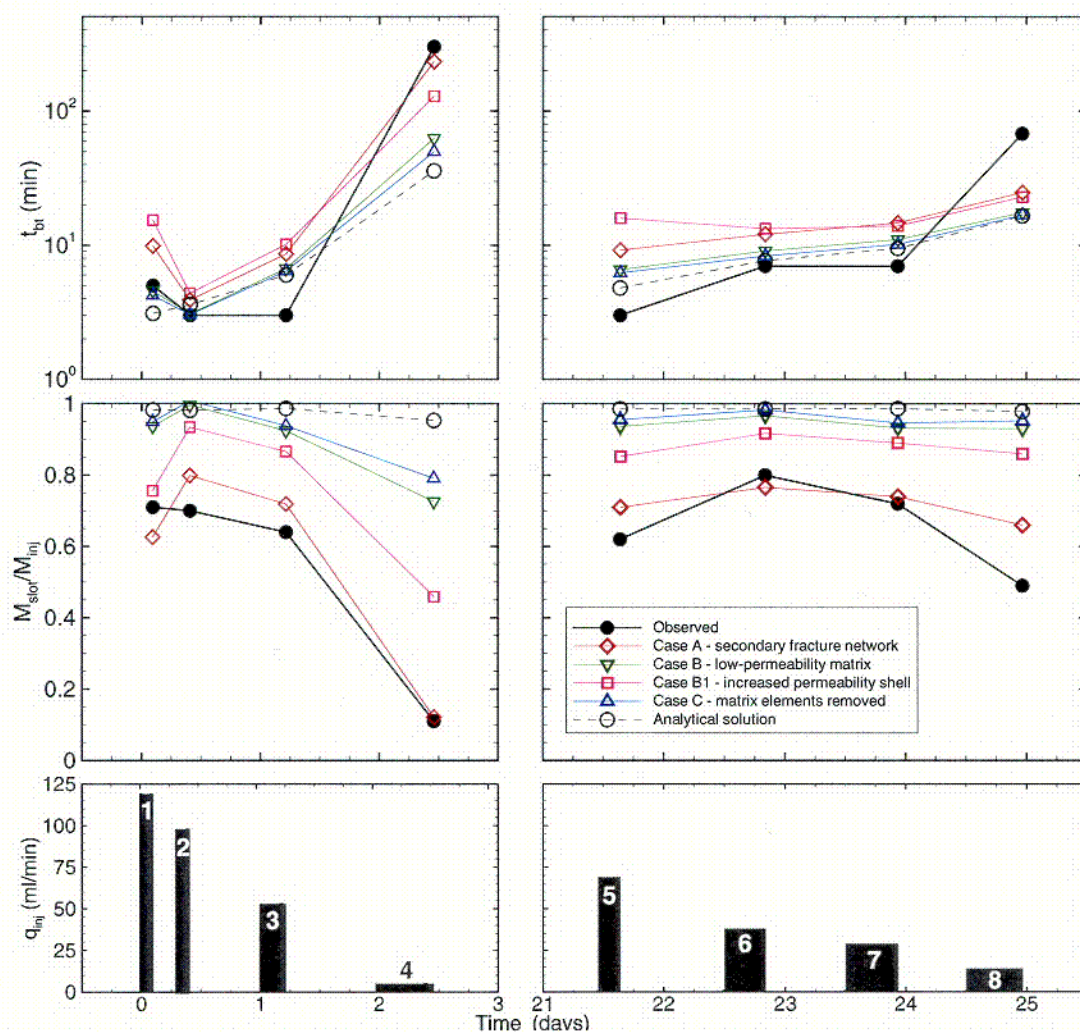 10²
10¹
10⁰
t_bt (min)
1
0.8
0.6
0.4
0.2
0
M_slot/M_inj
Observed
Case A - secondary fracture network
Case B - low-permeability matrix
Case B1 - increased permeability shell
Case C - matrix elements removed
Analytical solution
125
100
75
50
25
0
q_inj (ml/min)
1
2
3
4
5
6
7
8
0 1 2 3 21 22 23 24 25
Time (days)